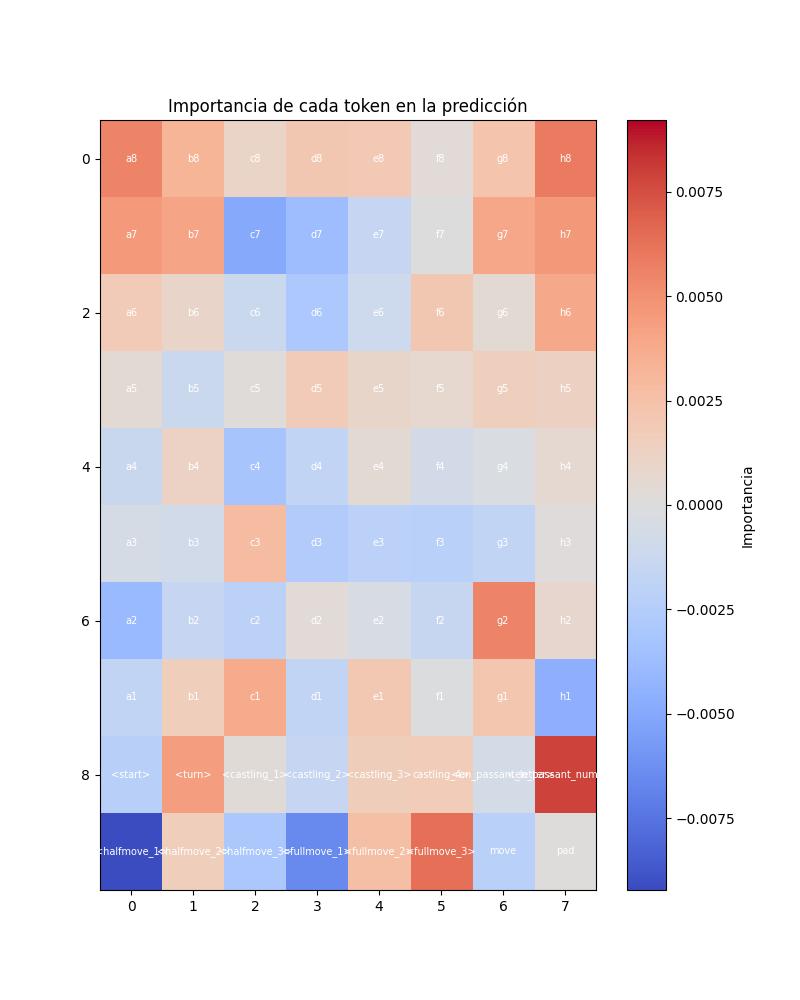 Importancia de cada token en la predicción
0 a8 b8 c8 d8 e8 f8 g8 h8 0.0075
a7 b7 c7 d7 e7 f7 g7 h7
2 a6 b6 c6 d6 e6 f6 g6 h6 0.0050
a5 b5 c5 d5 e5 f5 g5 h5 0.0025
4 a4 b4 c4 d4 e4 f4 g4 h4 0.0000
a3 b3 c3 d3 e3 f3 g3 h3 −0.0025
6 a2 b2 c2 d2 e2 f2 g2 h2
a1 b1 c1 d1 e1 f1 g1 h1 −0.0050
8 <start> <turn> <castling_1> <castling_2> <castling_3> −0.0075
<halfmove_2 <halfmove_3 <fullmove_1> <fullmove_2> <fullmove_3> move pad
0 1 2 3 4 5 6 7
Importancia